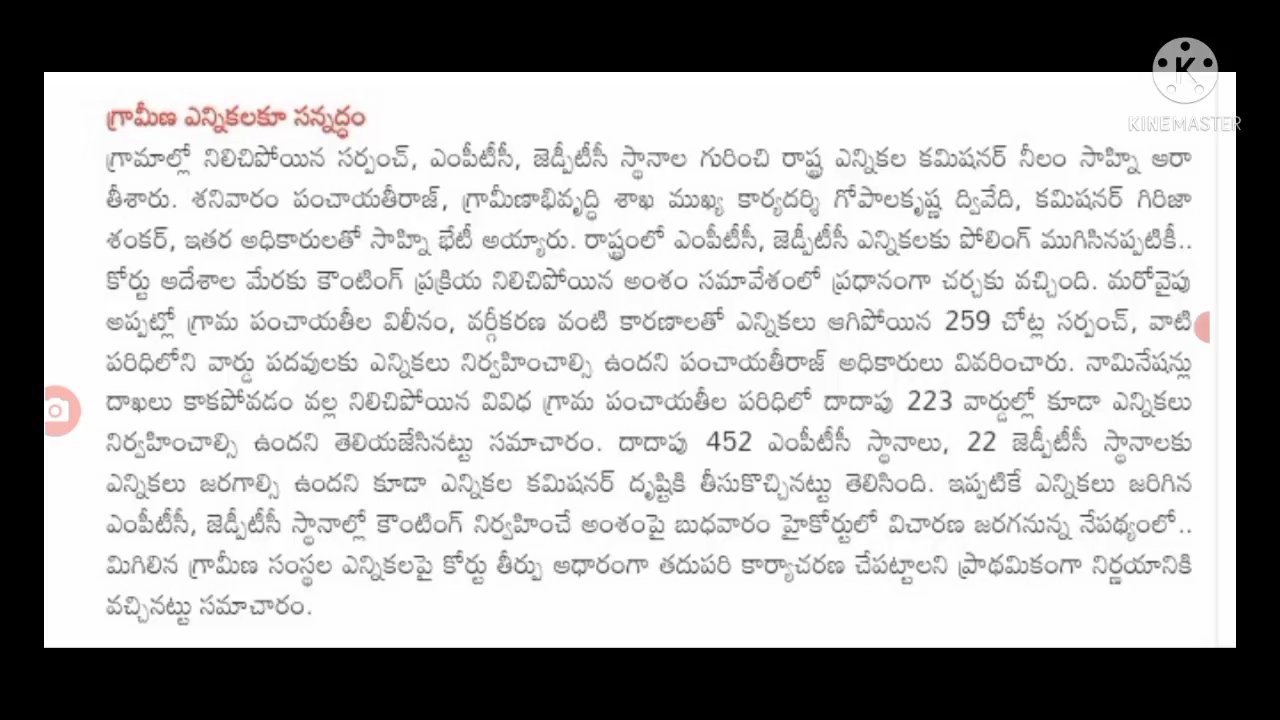 గ్రామీణ ఎన్నికలకూ సన్నద్ధం
గ్రామాల్లో నిలిచిపోయిన సర్పంచ్, ఎంపీటీసీ, జెడ్పీటీసీ స్థానాల గురించి రాష్ట్ర ఎన్నికల కమిషనర్ నీలం సాహ్ని ఆరా
తీశారు. శనివారం పంచాయతీరాజ్, గ్రామీణాభివృద్ధి శాఖ ముఖ్య కార్యదర్శి గోపాలకృష్ణ ద్వివేది, కమిషనర్ గిరిజా
శంకర్, ఇతర అధికారులతో సాహ్ని భేటీ అయ్యారు. రాష్ట్రంలో ఎంపీటీసీ, జెడ్పీటీసీ ఎన్నికలకు పోలింగ్ ముగిసినప్పటికీ..
కోర్టు ఆదేశాల మేరకు కౌంటింగ్ ప్రక్రియ నిలిచిపోయిన అంశం సమావేశంలో ప్రధానంగా చర్చకు వచ్చింది. మరోవైపు
అప్పట్లో గ్రామ పంచాయతీల విలీనం, వర్గీకరణ వంటి కారణాలతో ఎన్నికలు ఆగిపోయిన 259 చోట్ల సర్పంచ్, వాటి
పరిధిలోని వార్డు పదవులకు ఎన్నికలు నిర్వహించాల్సి ఉందని పంచాయతీరాజ్ అధికారులు వివరించారు. నామినేషన్లు
దాఖలు కాకపోవడం వల్ల నిలిచిపోయిన వివిధ గ్రామ పంచాయతీల పరిధిలో దాదాపు 223 వార్డుల్లో కూడా ఎన్నికలు
నిర్వహించాల్సి ఉందని తెలియజేసినట్టు సమాచారం. దాదాపు 452 ఎంపీటీసీ స్థానాలు, 22 జెడ్పీటీసీ స్థానాలకు
ఎన్నికలు జరగాల్సి ఉందని కూడా ఎన్నికల కమిషనర్ దృష్టికి తీసుకొచ్చినట్టు తెలిసింది. ఇప్పటికే ఎన్నికలు జరిగిన
ఎంపీటీసీ, జెడ్పీటీసీ స్థానాల్లో కౌంటింగ్ నిర్వహించే అంశంపై బుధవారం హైకోర్టులో విచారణ జరగనున్న నేపథ్యంలో..
మిగిలిన గ్రామీణ సంస్థల ఎన్నికలపై కోర్టు తీర్పు అధారంగా తదుపరి కార్యాచరణ చేపట్టాలని ప్రాథమికంగా నిర్ణయానికి
వచ్చినట్టు సమాచారం.
K
KINEMASTER